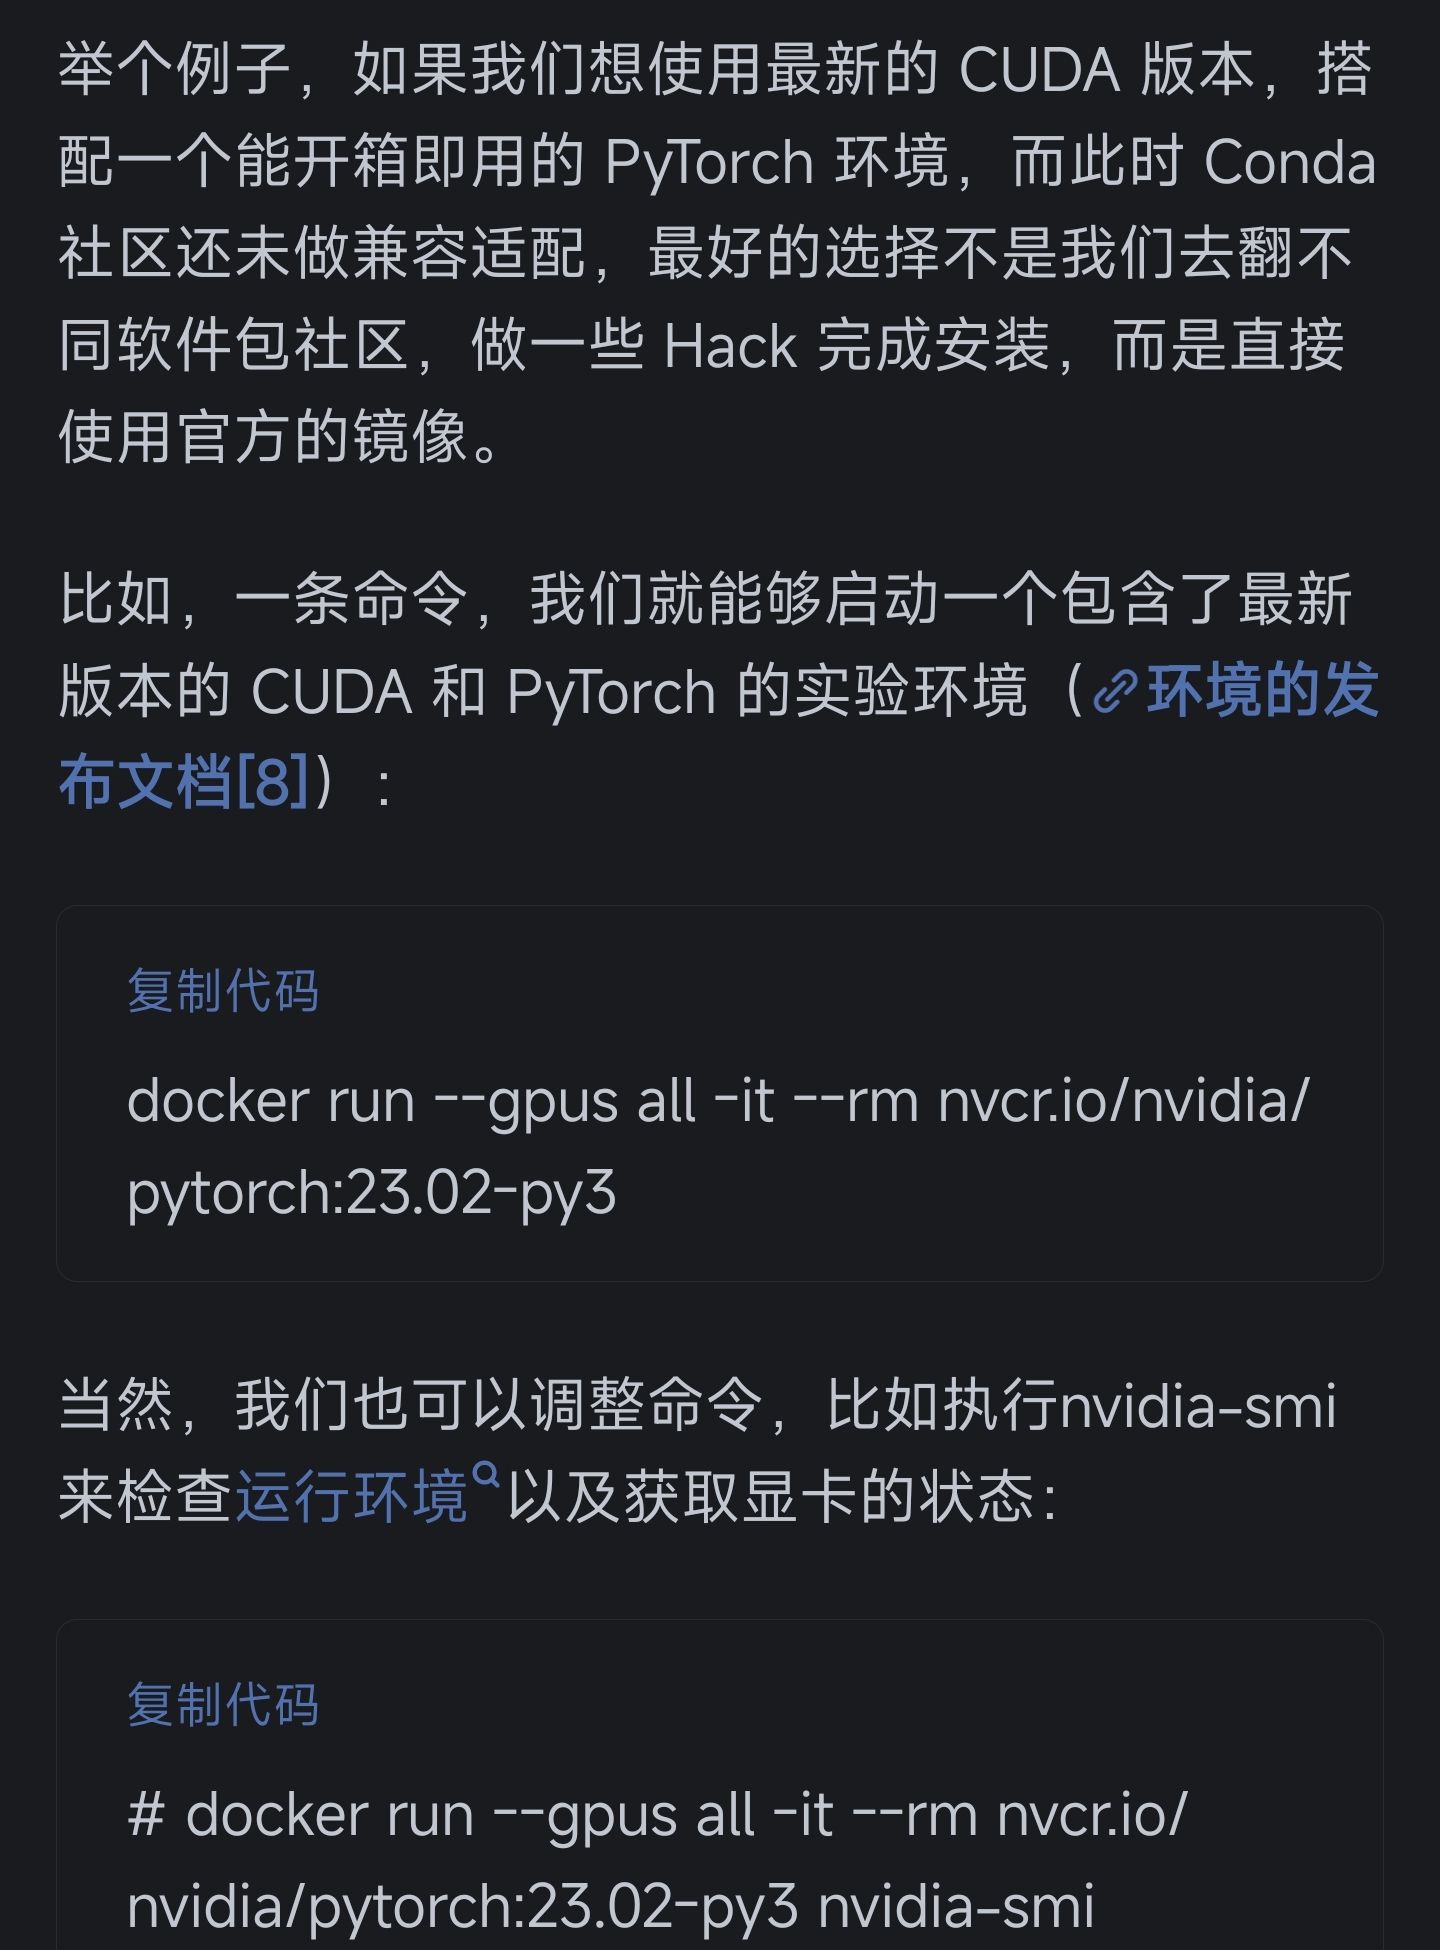 举个例子，如果我们想使用最新的 CUDA 版本，搭
配一个能开箱即用的 PyTorch 环境，而此时 Conda
社区还未做兼容适配，最好的选择不是我们去翻不
同软件包社区，做一些 Hack 完成安装，而是直接
使用官方的镜像。
比如，一条命令，我们就能够启动一个包含了最新
版本的 CUDA 和 PyTorch 的实验环境（环境的发
布文档[8]）：
复制代码
docker run --gpus all -it --rm nvcr.io/nvidia/
pytorch:23.02-py3
当然，我们也可以调整命令，比如执行nvidia-smi
来检查运行环境以及获取显卡的状态：
复制代码
# docker run --gpus all -it --rm nvcr.io/
nvidia/pytorch:23.02-py3 nvidia-smi